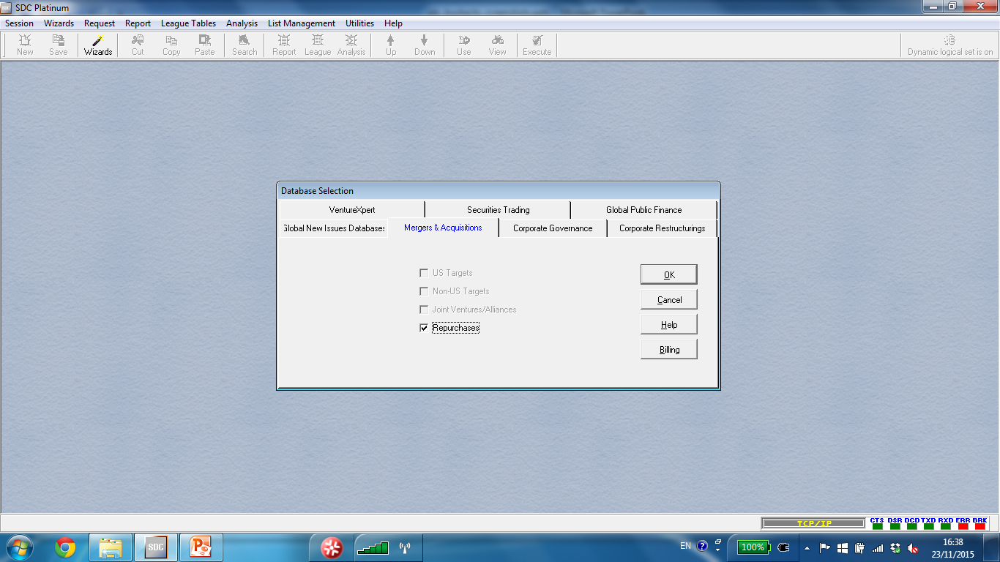 SDC SDC Platinum
Session Wizards Request Report League Tables Analysis List Management Utilities Help
New Save Wizards Cut Copy Paste Search Report League Analysis Up Down Use View Execute Dynamic logical set is on
Database Selection
VentureXpert Securities Trading Global Public Finance
Global New Issues Databases Mergers & Acquisitions Corporate Governance Corporate Restructurings
US Targets
Non-US Targets
Joint Ventures/Alliances
Repurchases
OK
Cancel
Help
Billing
TCP/IP CTS DSR DCD TXD RXD ERR BRK
SDC EN 100% 16:38
23/11/2015